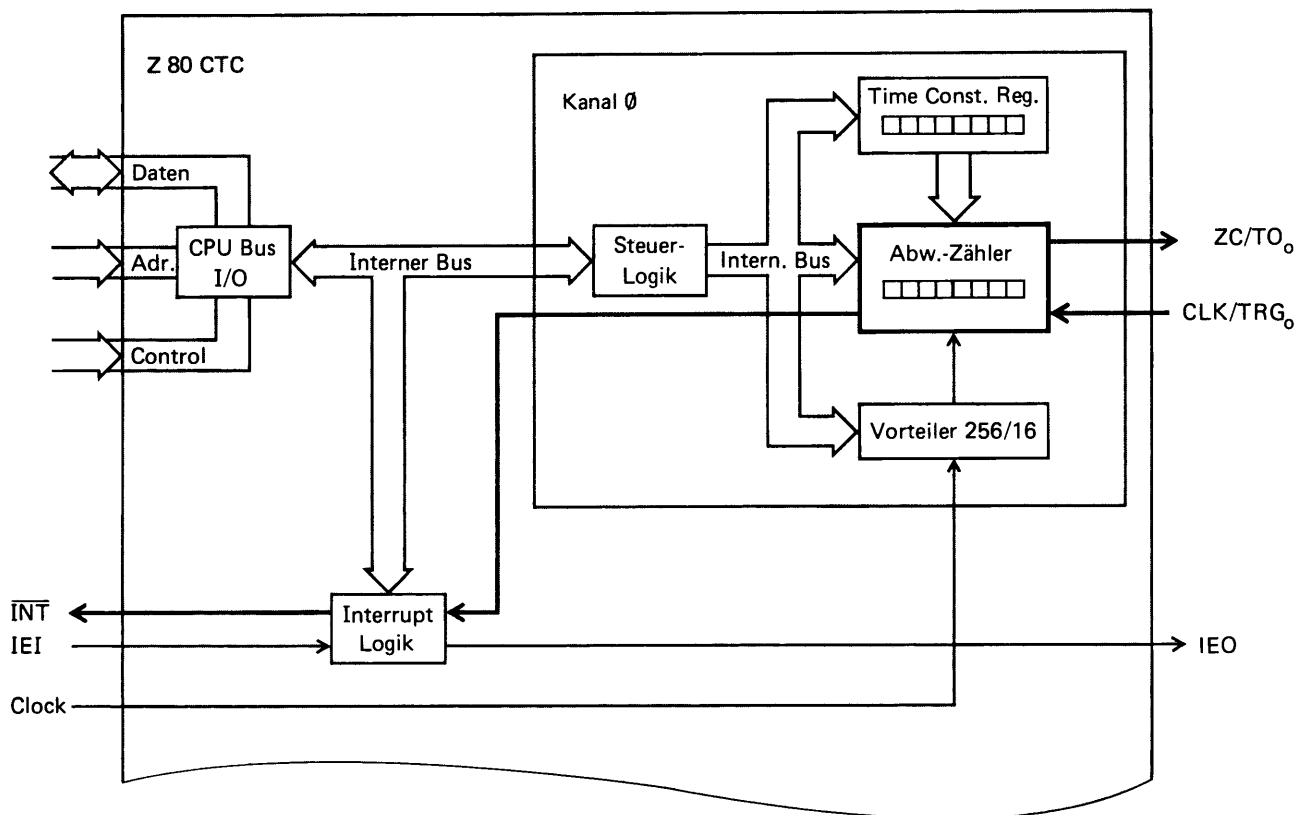 Z 80 CTC
Kanal Ø
Time Const. Reg.
Daten
CPU Bus
I/O
Adr.
Interner Bus
Steuer-
Logik
Intern. Bus
Abw.-Zähler
ZC/TO₀
CLK/TRG₀
Control
Vorteiler 256/16
INT
IEI
Interrupt
Logik
IEO
Clock